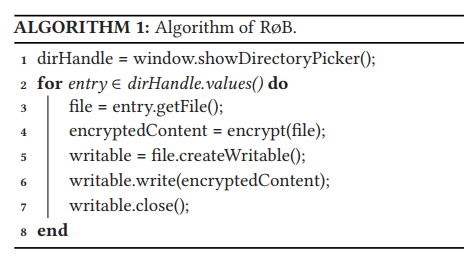 ALGORITHM 1: Algorithm of RøB.
1 dirHandle = window.showDirectoryPicker();
2 for entry ∈ dirHandle.values() do
3 file = entry.getFile();
4 encryptedContent = encrypt(file);
5 writable = file.createWritable();
6 writable.write(encryptedContent);
7 writable.close();
8 end